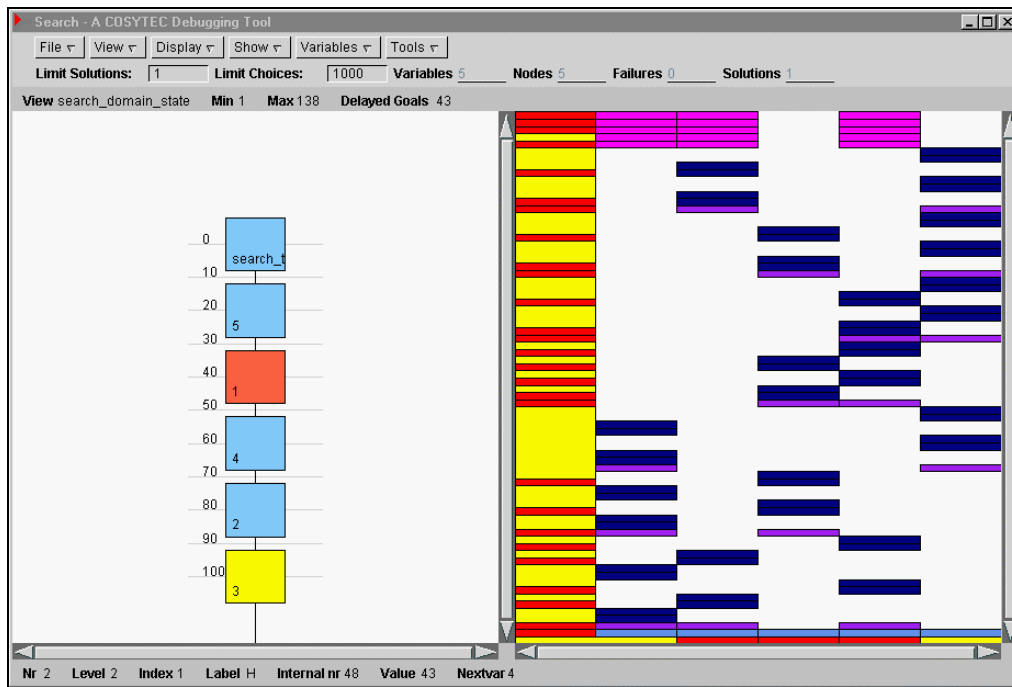 Search - A COSYTEC Debugging Tool
File View Display Show Variables Tools
Limit Solutions: 1 Limit Choices: 1000 Variables 5 Nodes 5 Failures 0 Solutions 1
View search_domain_state Min 1 Max 138 Delayed Goals 43
0
search_t
10
20
5
30
40
1
50
60
4
70
80
2
90
100
3
Nr 2 Level 2 Index 1 Label H Internal nr 48 Value 43 Nextvar 4